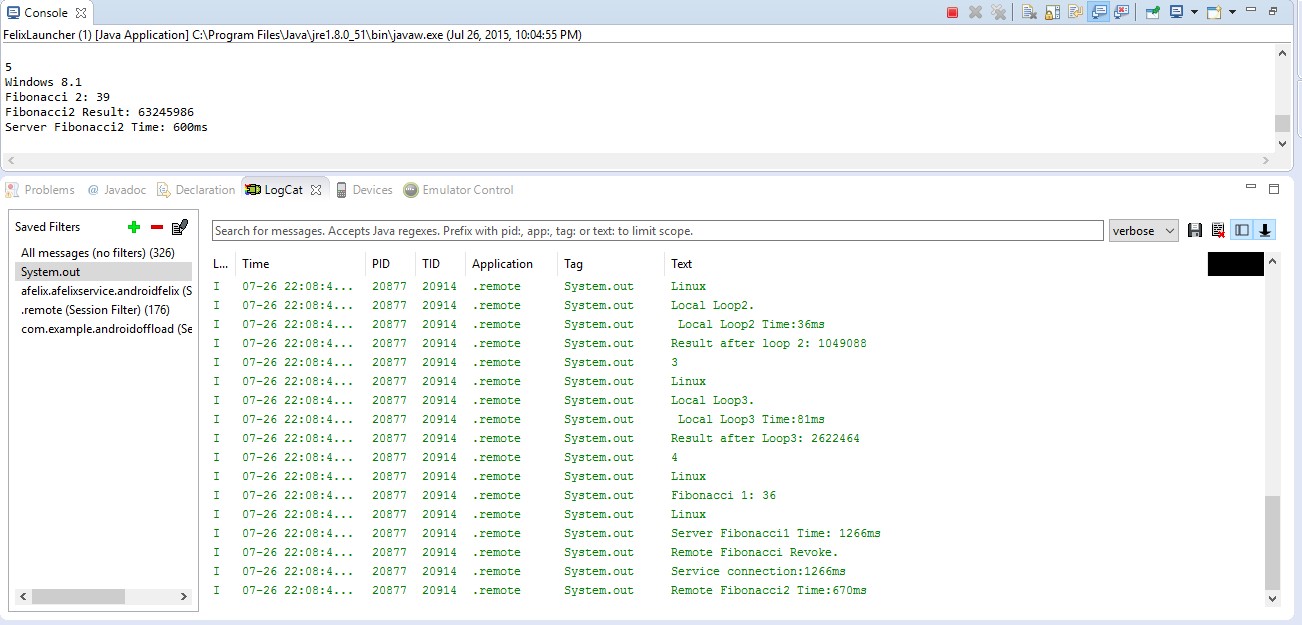 Console
FelixLauncher (1) [Java Application] C:\Program Files\Java\jre1.8.0_51\bin\javaw.exe (Jul 26, 2015, 10:04:55 PM)
5
Windows 8.1
Fibonacci 2: 39
Fibonacci2 Result: 63245986
Server Fibonacci2 Time: 600ms
Problems @ Javadoc Declaration LogCat Devices Emulator Control
Saved Filters
All messages (no filters) (326)
System.out
afelix.afelixservice.androidfelix (S
.remote (Session Filter) (176)
com.example.androidoffload (Se
Search for messages. Accepts Java regexes. Prefix with pid:, app:, tag: or text: to limit scope.
verbose
L... Time PID TID Application Tag Text
I 07-26 22:08:4... 20877 20914 .remote System.out Linux
I 07-26 22:08:4... 20877 20914 .remote System.out Local Loop2.
I 07-26 22:08:4... 20877 20914 .remote System.out Local Loop2 Time:36ms
I 07-26 22:08:4... 20877 20914 .remote System.out Result after loop 2: 1049088
I 07-26 22:08:4... 20877 20914 .remote System.out 3
I 07-26 22:08:4... 20877 20914 .remote System.out Linux
I 07-26 22:08:4... 20877 20914 .remote System.out Local Loop3.
I 07-26 22:08:4... 20877 20914 .remote System.out Local Loop3 Time:81ms
I 07-26 22:08:4... 20877 20914 .remote System.out Result after Loop3: 2622464
I 07-26 22:08:4... 20877 20914 .remote System.out 4
I 07-26 22:08:4... 20877 20914 .remote System.out Linux
I 07-26 22:08:4... 20877 20914 .remote System.out Fibonacci 1: 36
I 07-26 22:08:4... 20877 20914 .remote System.out Linux
I 07-26 22:08:4... 20877 20914 .remote System.out Server Fibonacci1 Time: 1266ms
I 07-26 22:08:4... 20877 20914 .remote System.out Remote Fibonacci Revoke.
I 07-26 22:08:4... 20877 20914 .remote System.out Service connection:1266ms
I 07-26 22:08:4... 20877 20914 .remote System.out Remote Fibonacci2 Time:670ms